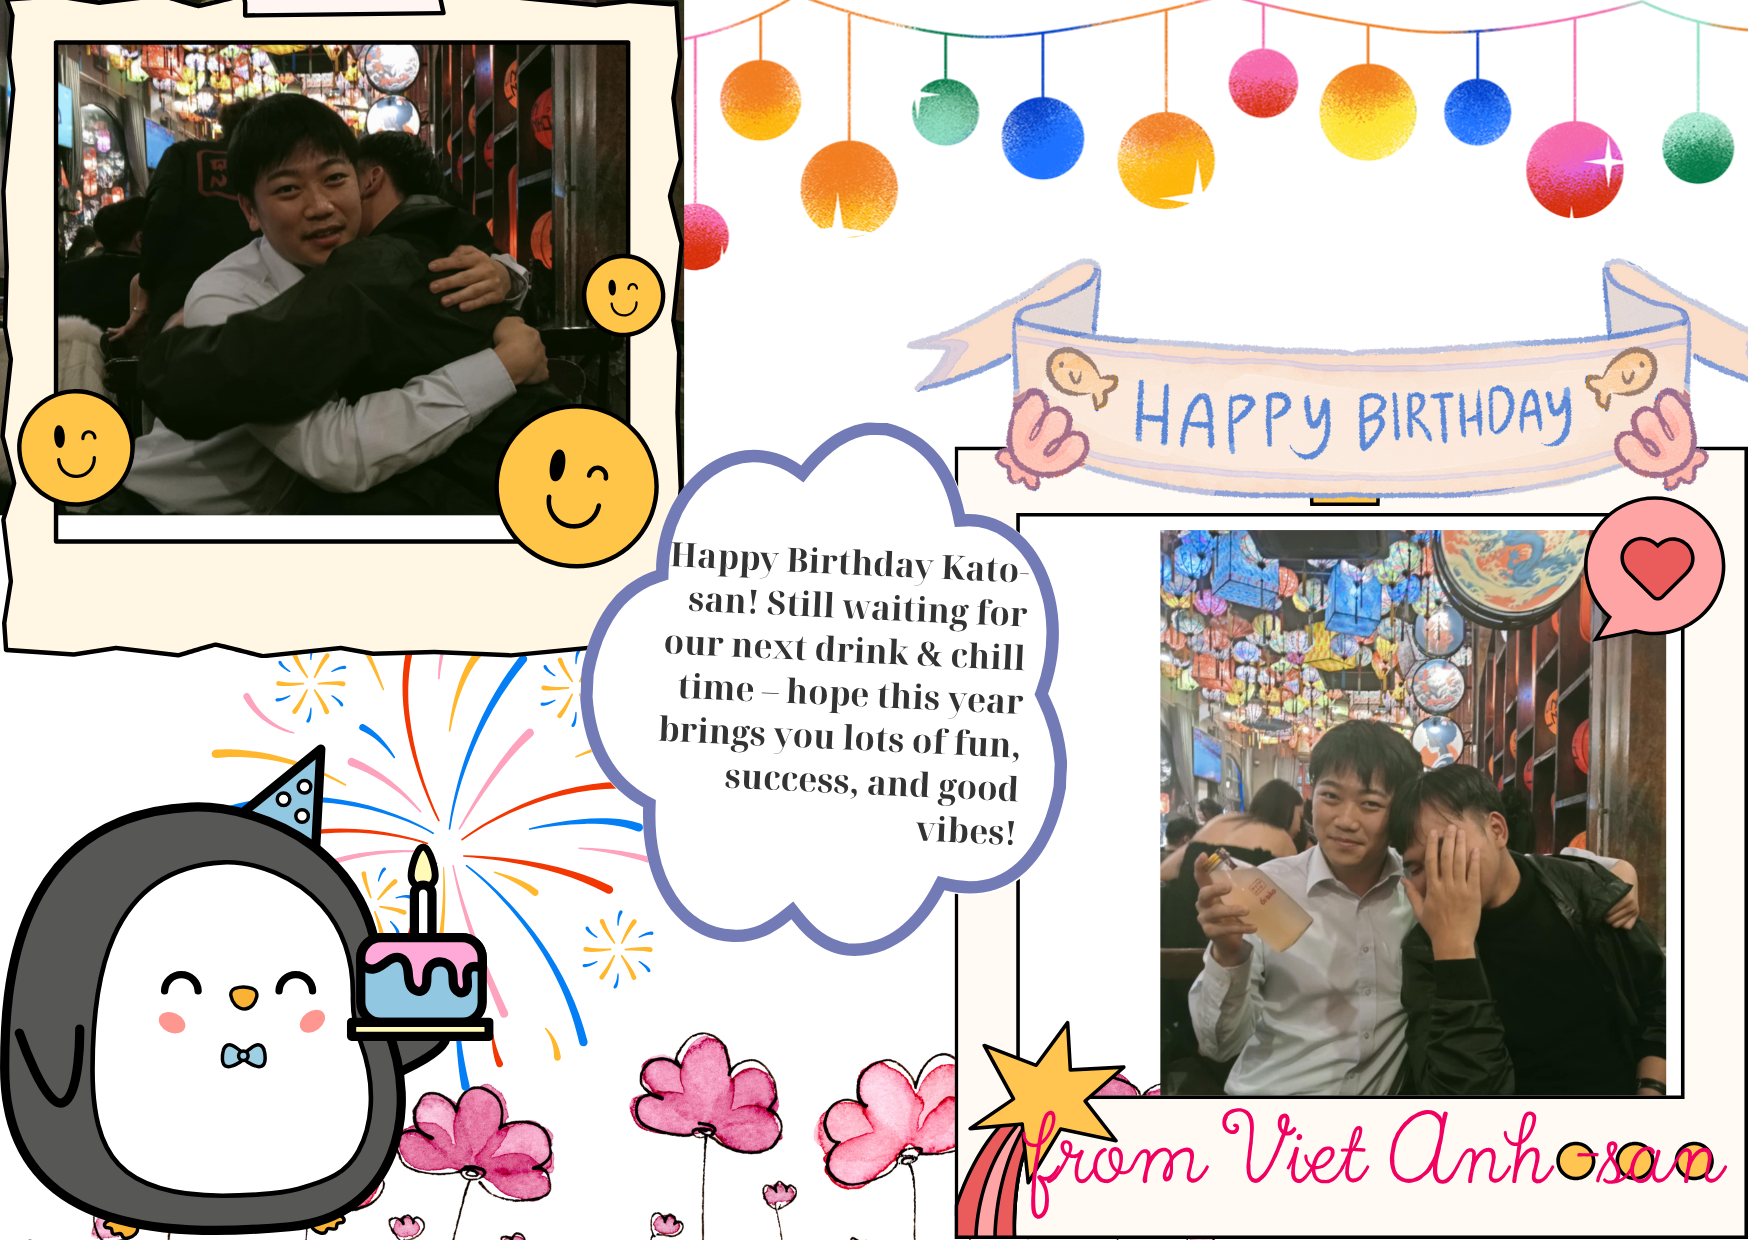 HAPPY BIRTHDAY
Happy Birthday Kato-
san! Still waiting for
our next drink & chill
time – hope this year
brings you lots of fun,
success, and good
vibes!
from Viet Anh-san